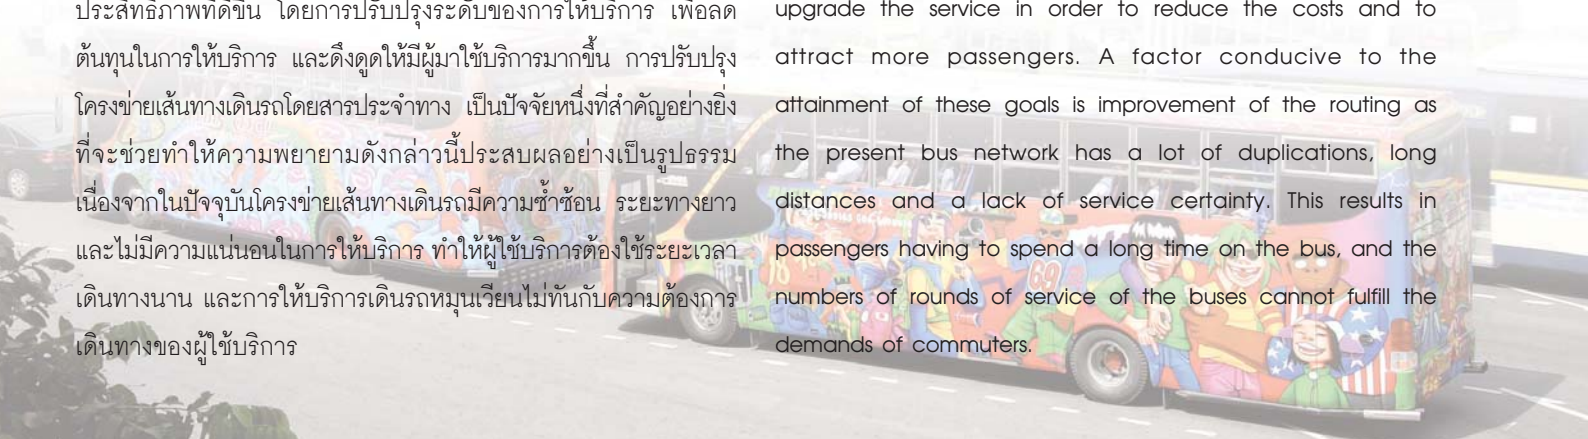 ประสิทธิภาพที่ดีขึ้น โดยการปรับปรุงระดับของการให้บริการ เพื่อลด
ต้นทุนในการให้บริการ และดึงดูดให้มีผู้มาใช้บริการมากขึ้น การปรับปรุง
โครงข่ายเส้นทางเดินรถโดยสารประจำทาง เป็นปัจจัยหนึ่งที่สำคัญอย่างยิ่ง
ที่จะช่วยทำให้ความพยายามดังกล่าวนี้ประสบผลอย่างเป็นรูปธรรม
เนื่องจากในปัจจุบันโครงข่ายเส้นทางเดินรถมีความซ้ำซ้อน ระยะทางยาว
และไม่มีความแน่นอนในการให้บริการ ทำให้ผู้ใช้บริการต้องใช้ระยะเวลา
เดินทางนาน และการให้บริการเดินรถหมุนเวียนไม่ทันกับความต้องการ
เดินทางของผู้ใช้บริการ
upgrade the service in order to reduce the costs and to
attract more passengers. A factor conducive to the
attainment of these goals is improvement of the routing as
the present bus network has a lot of duplications, long
distances and a lack of service certainty. This results in
passengers having to spend a long time on the bus, and the
numbers of rounds of service of the buses cannot fulfill the
demands of commuters.
69